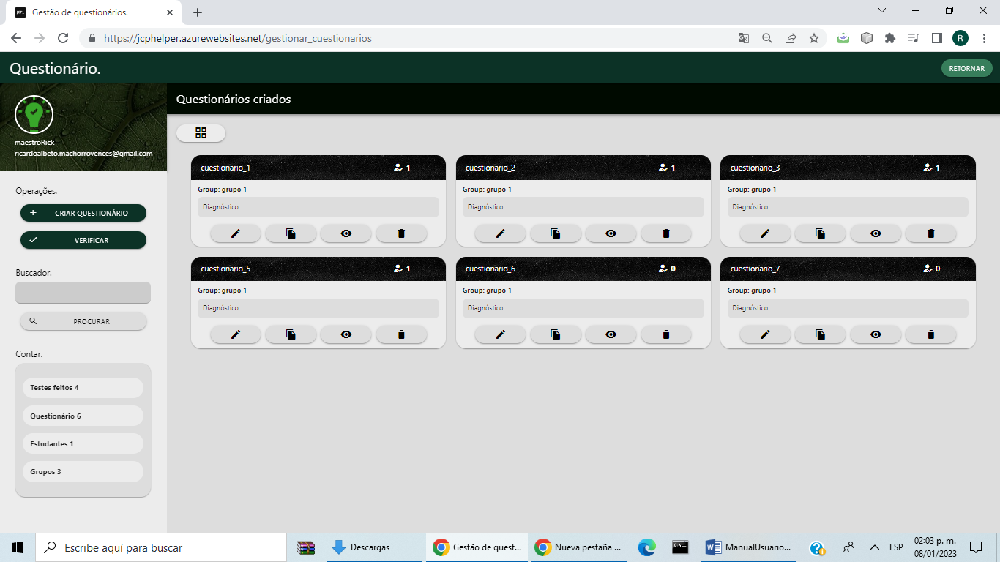 Gestão de questionários.
https://jcphelper.azurewebsites.net/gestionar_cuestionarios
R
Questionário.
RETORNAR
maestroRick
ricardoalbeto.machorrovences@gmail.com
Questionários criados
Operações.
CRIAR QUESTIONÁRIO
VERIFICAR
Buscador.
PROCURAR
Contar.
Testes feitos 4
Questionário 6
Estudantes 1
Grupos 3
cuestionario_1 1
Group: grupo 1
Diagnóstico
cuestionario_2 1
Group: grupo 1
Diagnóstico
cuestionario_3 1
Group: grupo 1
Diagnóstico
cuestionario_5 1
Group: grupo 1
Diagnóstico
cuestionario_6 0
Group: grupo 1
Diagnóstico
cuestionario_7 0
Group: grupo 1
Diagnóstico
Escribe aquí para buscar
Descargas
Gestão de quest...
Nueva pestaña ...
ManualUsuario...
ESP
02:03 p. m.
08/01/2023